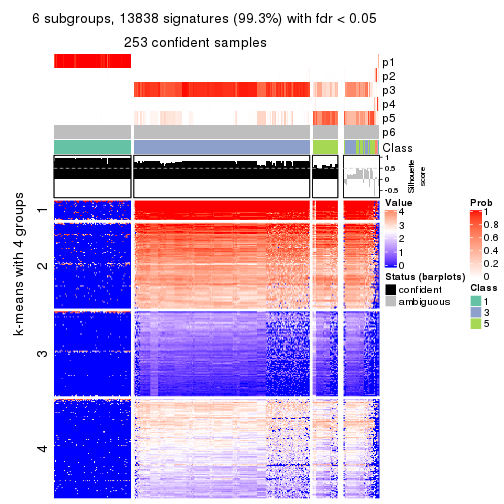 6 subgroups, 13838 signatures (99.3%) with fdr < 0.05
253 confident samples
p1
p2
p3
p4
p5
p6
Class
1
0.5
0
-0.5
Silhouette
score
k-means with 4 groups
1
2
3
4
Value
4
3
2
1
0
Status (barplots)
confident
ambiguous
Prob
1
0.8
0.6
0.4
0.2
0
Class
1
3
5